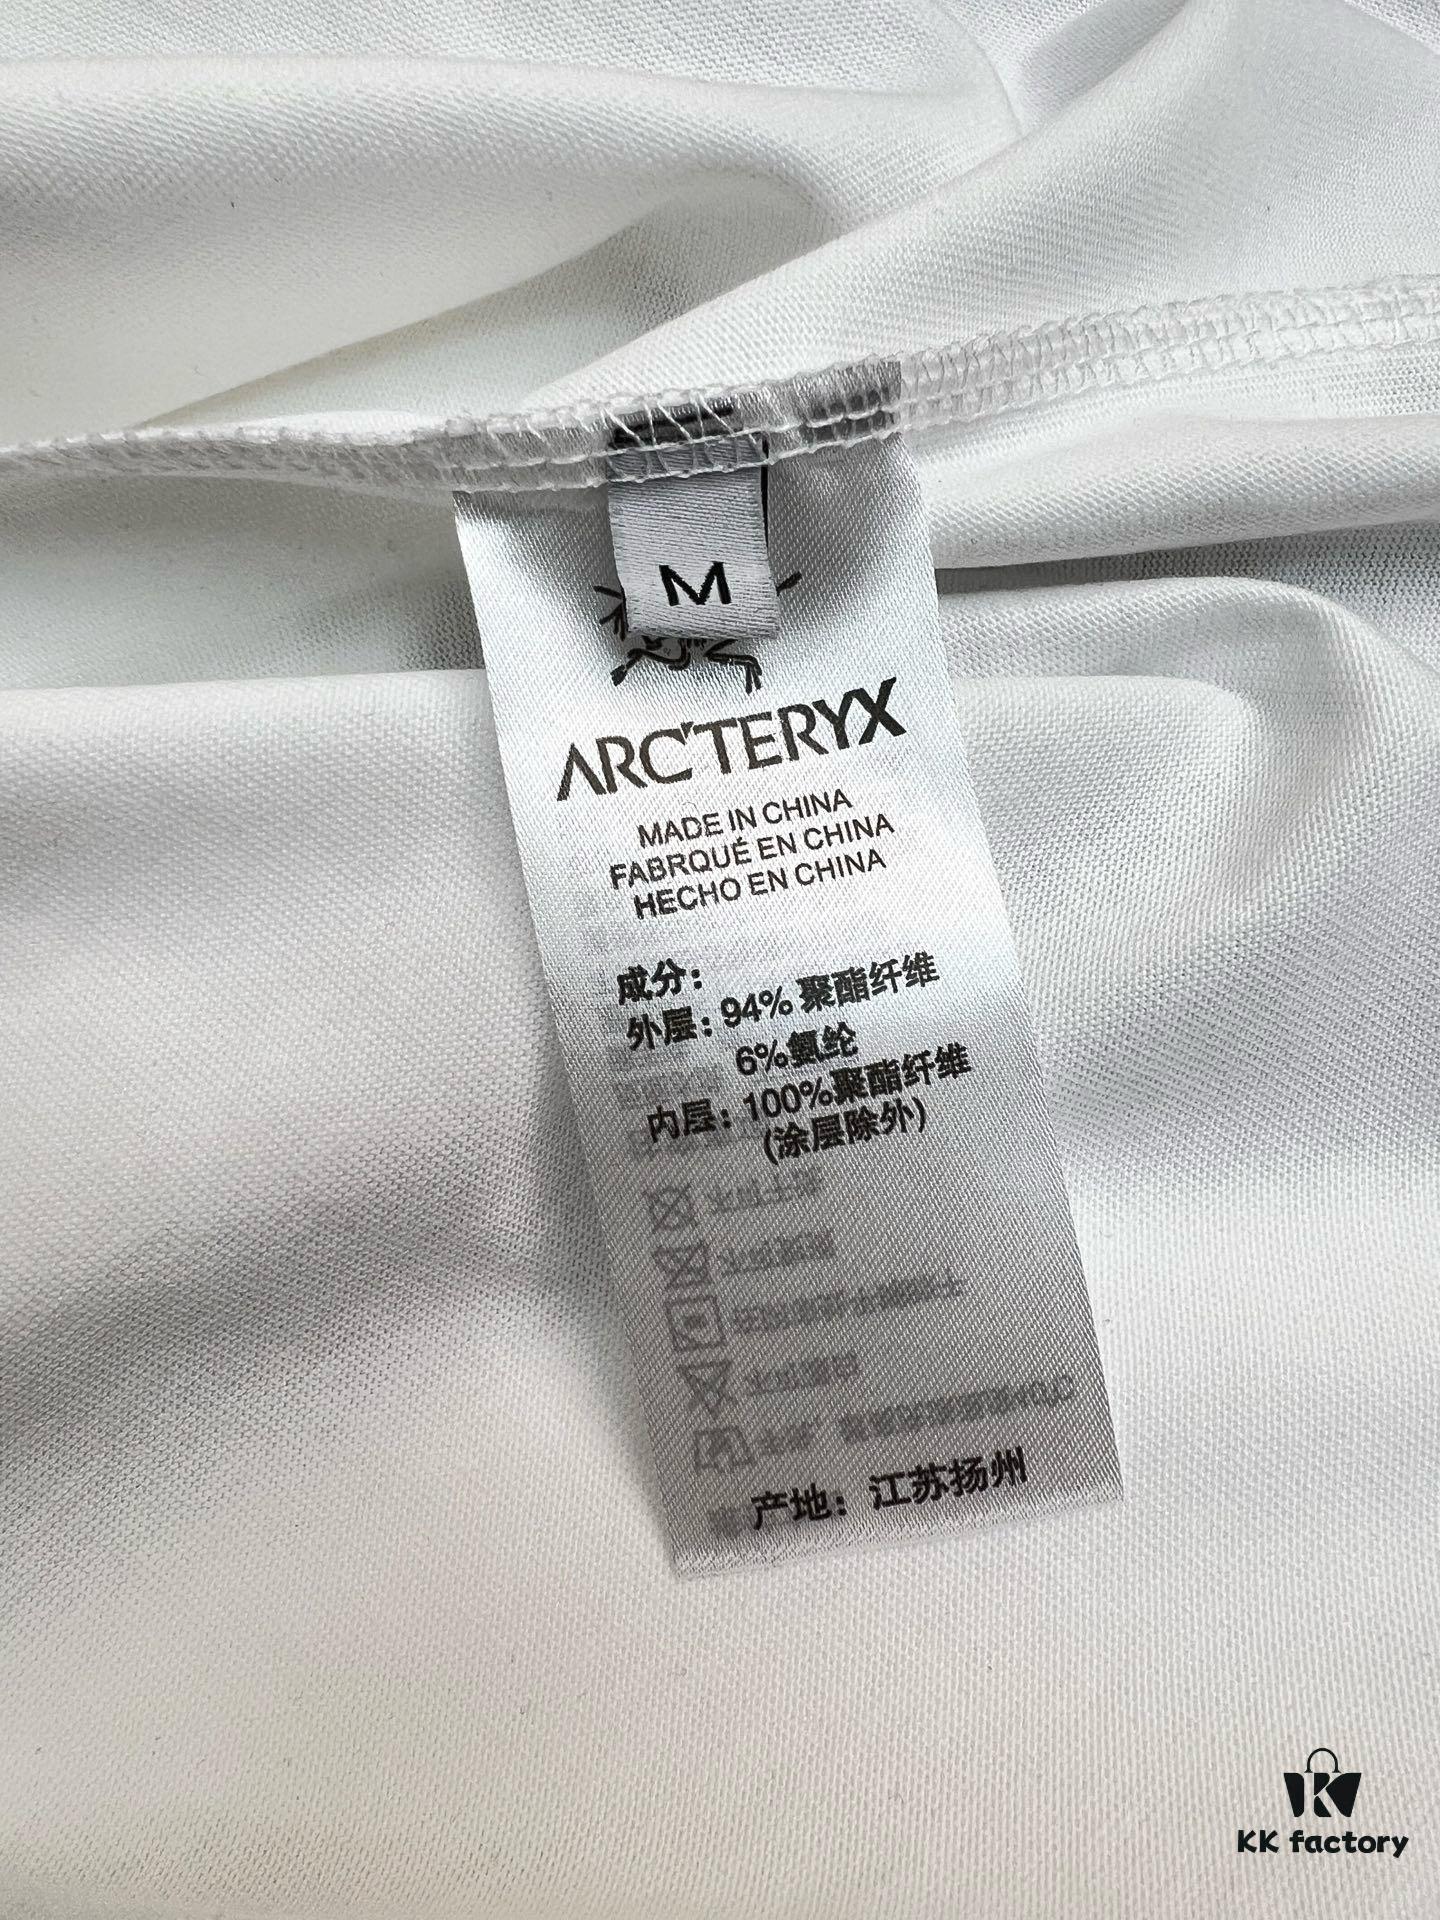 M
ARC'TERYX
MADE IN CHINA
FABRQUÉ EN CHINA
HECHO EN CHINA
成分：
外层：94% 聚酯纤维
6%氨纶
内层：100%聚酯纤维
(涂层除外)
产地：江苏扬州
KK factory